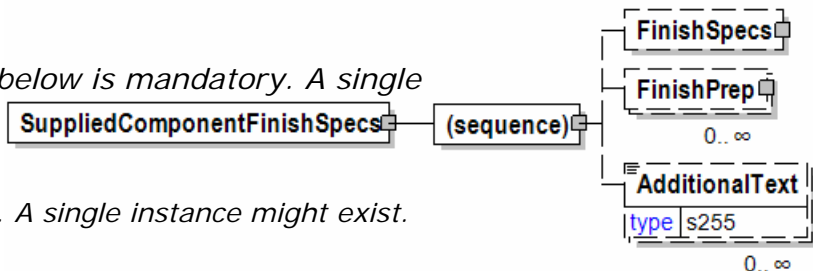 FinishSpecs
below is mandatory. A single
FinishPrep
SuppliedComponentFinishSpecs
(sequence)
0.. ∞
AdditionalText
. A single instance might exist.
type s255
0.. ∞